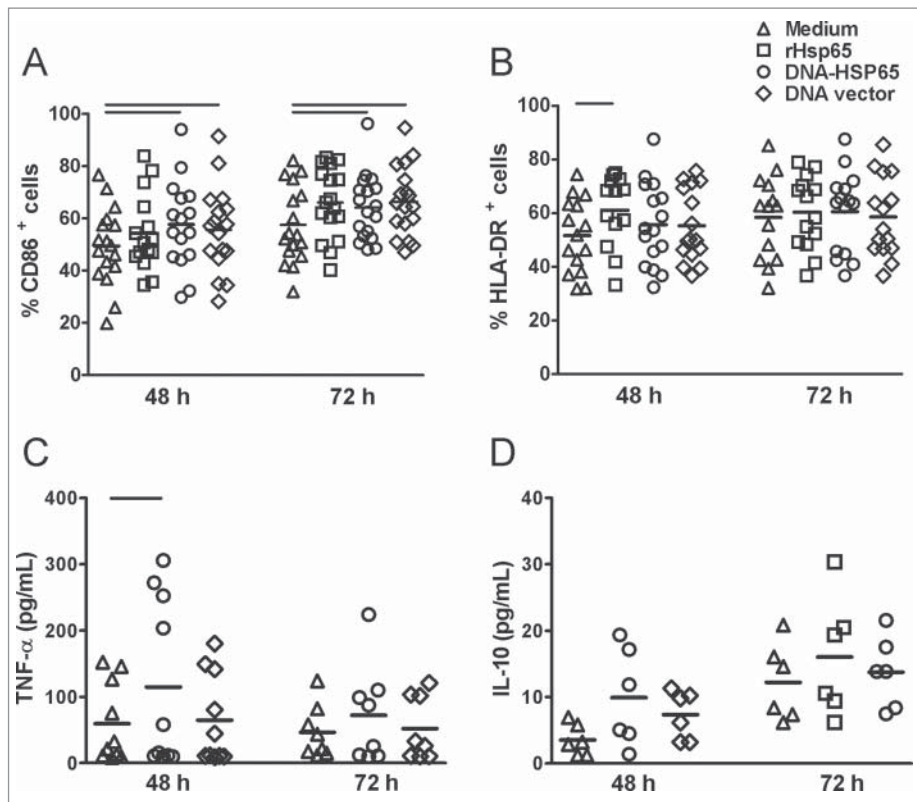 A
B
Medium
rHsp65
DNA-HSP65
DNA vector
% CD86 + cells
100
80
60
40
20
0
48 h
72 h
% HLA-DR + cells
100
80
60
40
20
0
48 h
72 h
C
D
TNF-α (pg/mL)
400
300
200
100
0
48 h
72 h
IL-10 (pg/mL)
40
30
20
10
0
48 h
72 h